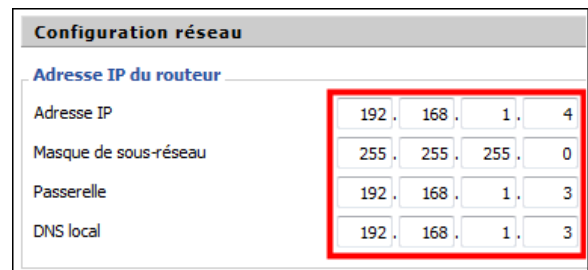 Configuration réseau
Adresse IP du routeur
Adresse IP 192. 168. 1. 4
Masque de sous-réseau 255. 255. 255. 0
Passerelle 192. 168. 1. 3
DNS local 192. 168. 1. 3